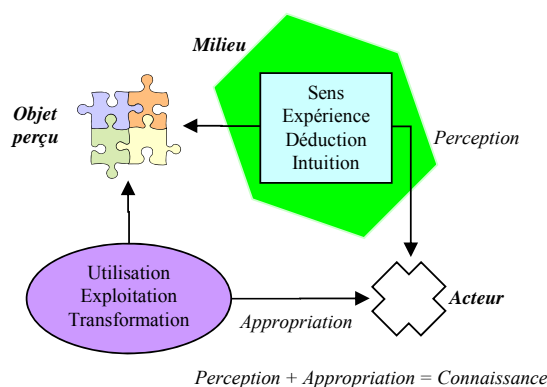 Milieu
Objet
perçu
Sens
Expérience
Déduction
Intuition
Perception
Utilisation
Exploitation
Transformation
Appropriation
Acteur
Perception + Appropriation = Connaissance